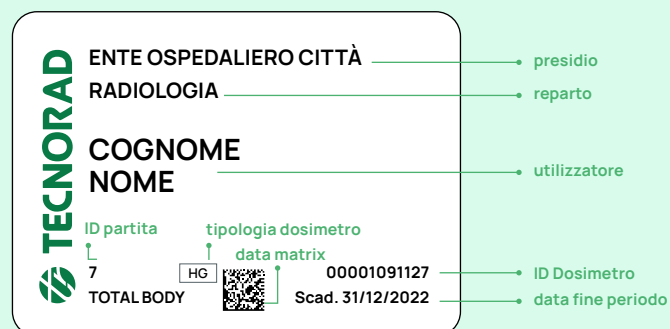 TECNORAD
ENTE OSPEDALIERO CITTÀ
presidio
RADIOLOGIA
reparto
COGNOME
NOME
utilizzatore
ID partita
tipologia dosimetro
data matrix
7
HG
00001091127
ID Dosimetro
TOTAL BODY
Scad. 31/12/2022
data fine periodo